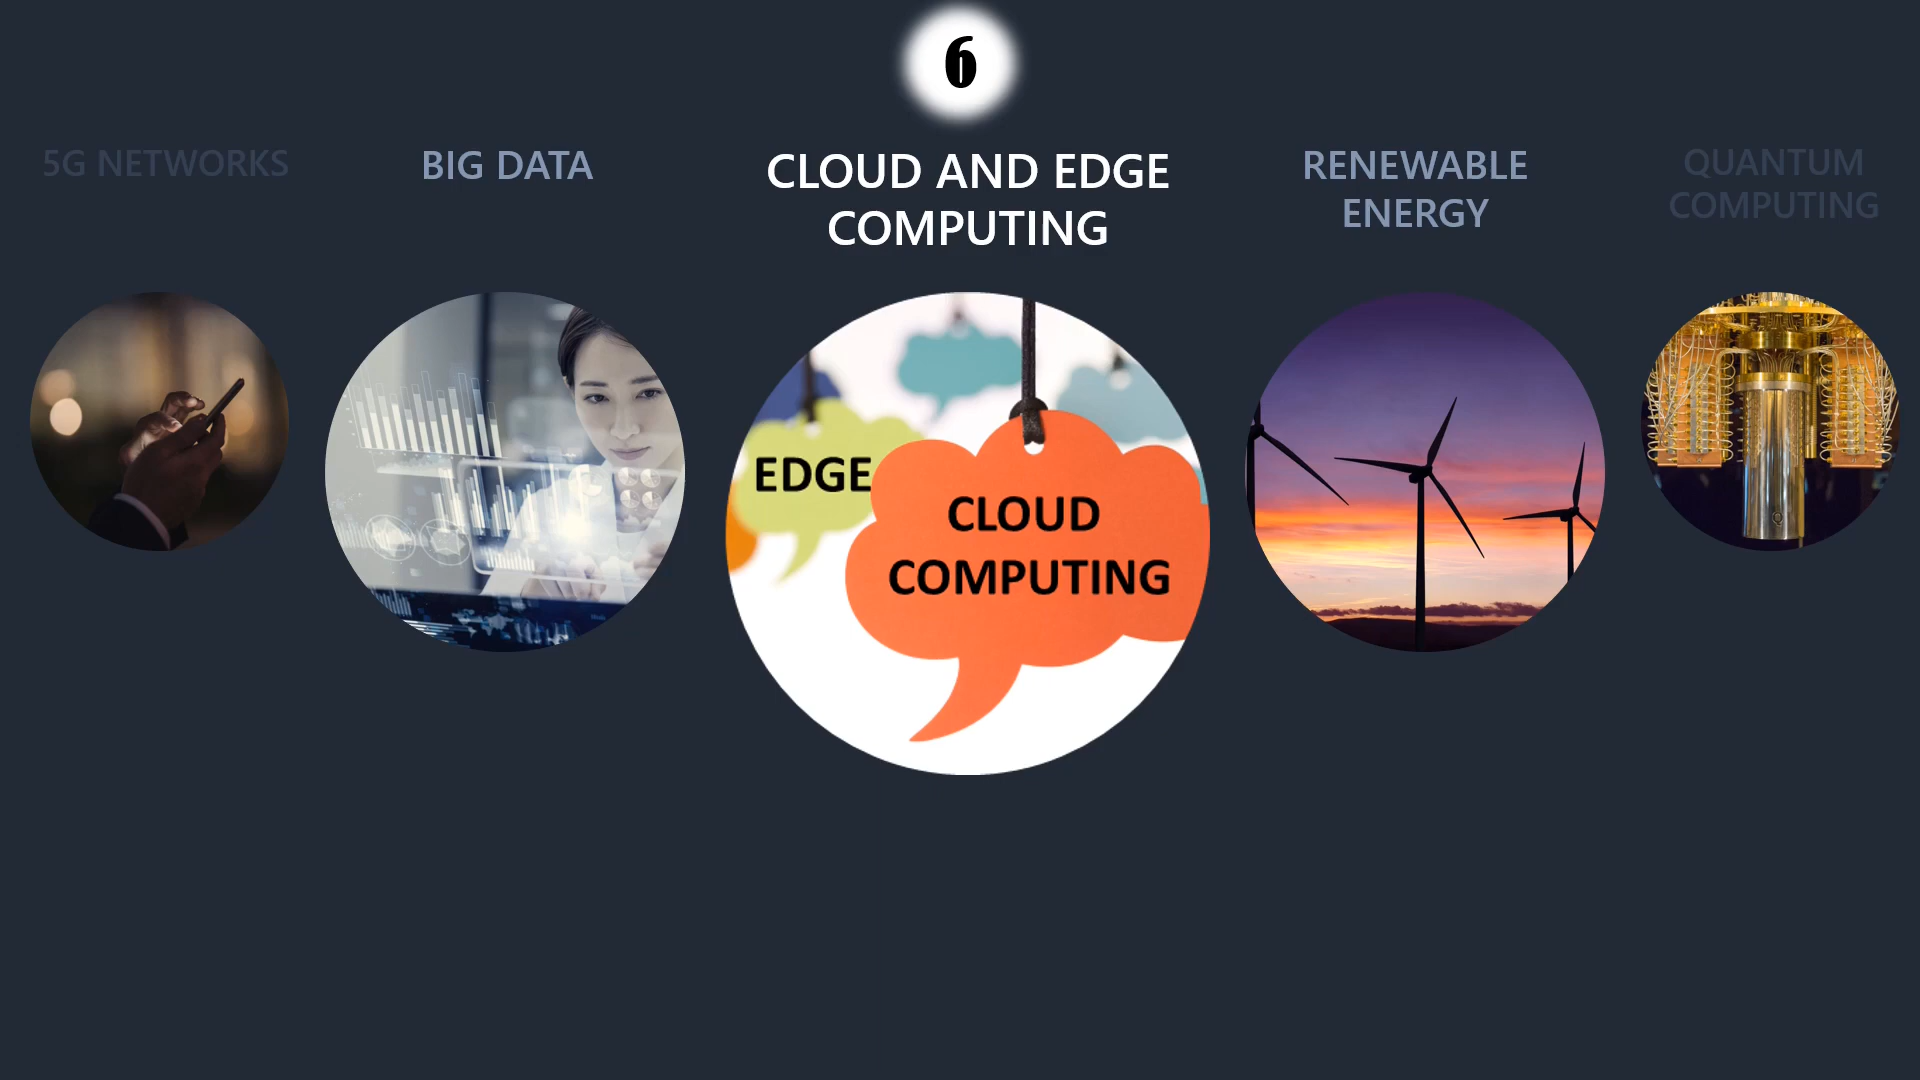 6
5G NETWORKS
BIG DATA
CLOUD AND EDGE
COMPUTING
RENEWABLE
ENERGY
QUANTUM
COMPUTING
EDGE
CLOUD
COMPUTING